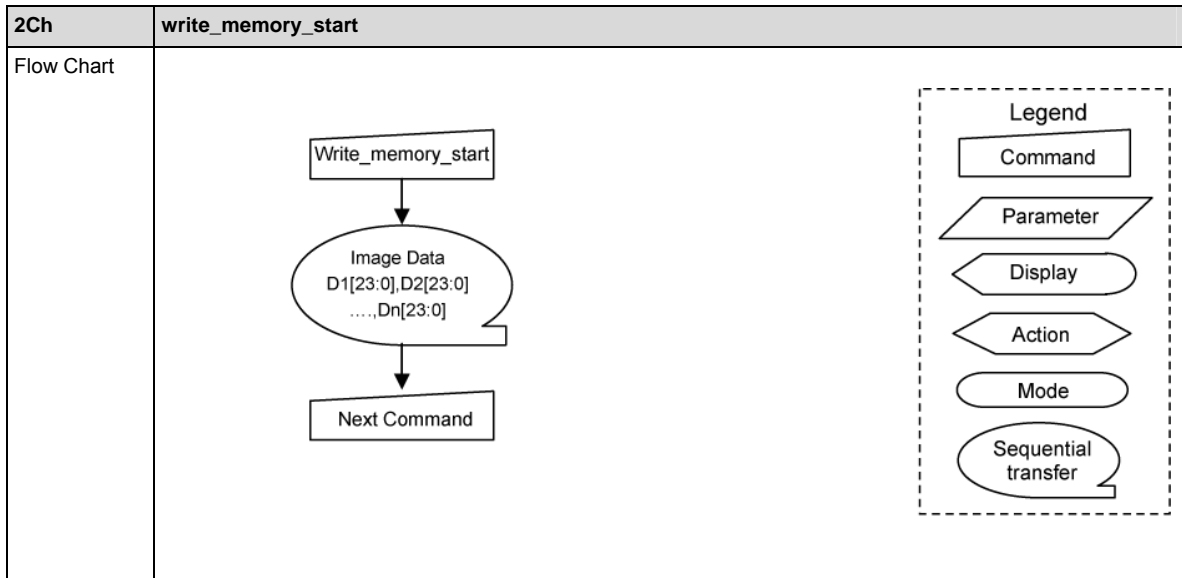 2Ch write_memory_start
Flow Chart
Write_memory_start
Image Data
D1[23:0],D2[23:0]
....,Dn[23:0]
Next Command
Legend
Command
Parameter
Display
Action
Mode
Sequential
transfer